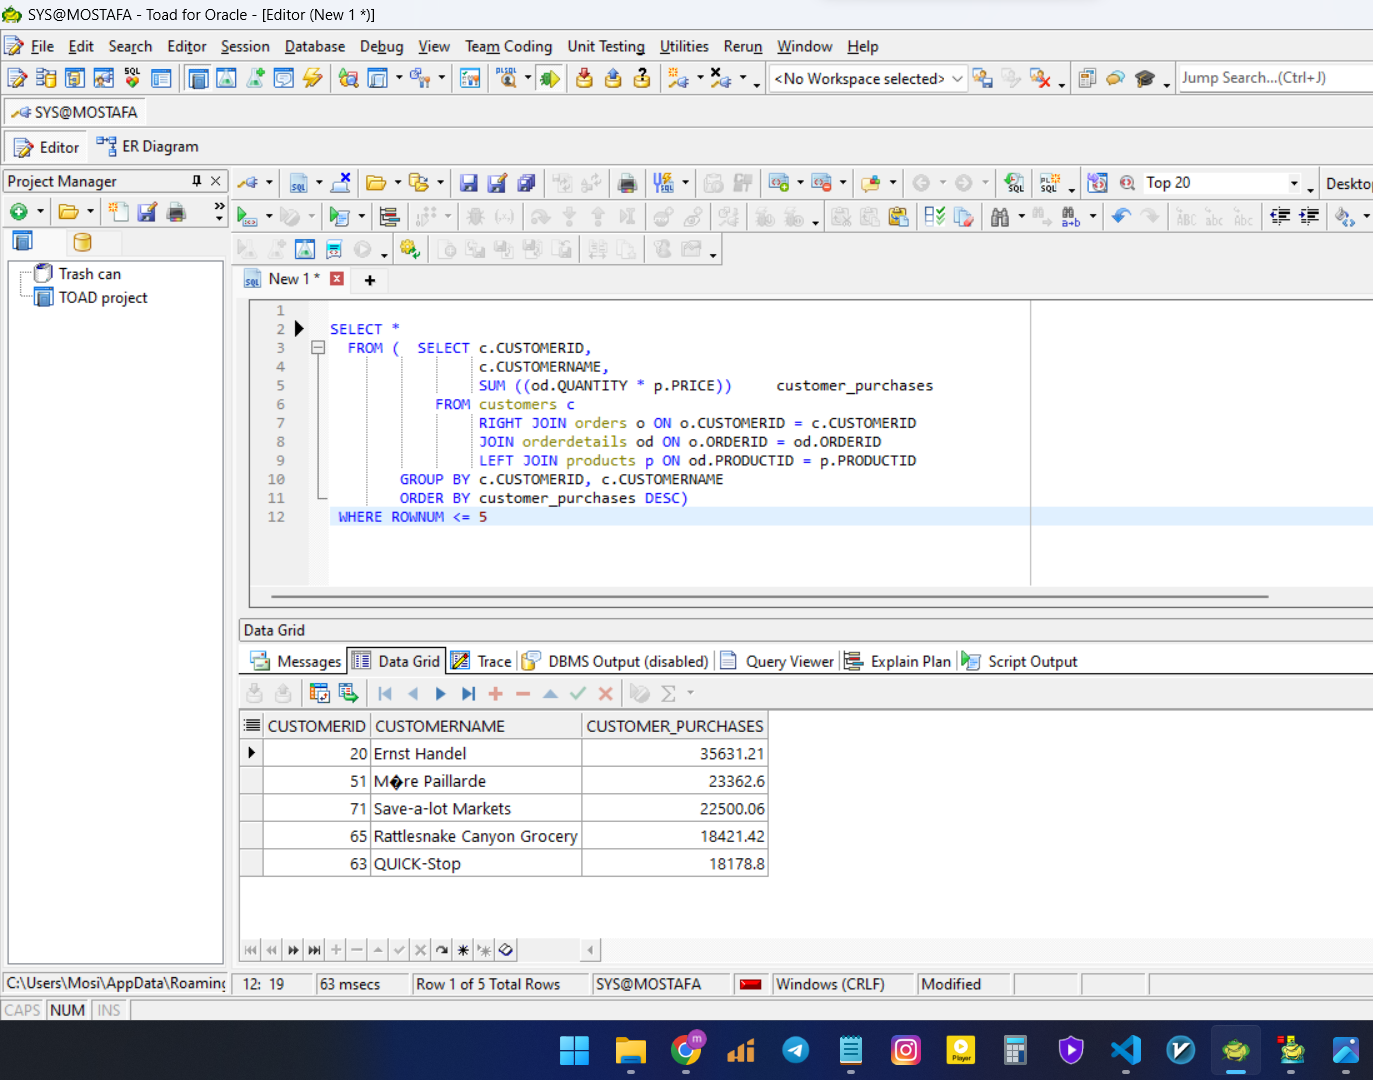 SYS@MOSTAFA - Toad for Oracle - [Editor (New 1 *)]
File Edit Search Editor Session Database Debug View Team Coding Unit Testing Utilities Rerun Window Help
SQL PLSQL <No Workspace selected> Jump Search...(Ctrl+J)
SYS@MOSTAFA
Editor ER Diagram
Project Manager
Top 20 Deskto
Trash can
TOAD project
New 1 *
1
2 SELECT *
3 FROM ( SELECT c.CUSTOMERID,
4 c.CUSTOMERNAME,
5 SUM ((od.QUANTITY * p.PRICE)) customer_purchases
6 FROM customers c
7 RIGHT JOIN orders o ON o.CUSTOMERID = c.CUSTOMERID
8 JOIN orderdetails od ON o.ORDERID = od.ORDERID
9 LEFT JOIN products p ON od.PRODUCTID = p.PRODUCTID
10 GROUP BY c.CUSTOMERID, c.CUSTOMERNAME
11 ORDER BY customer_purchases DESC)
12 WHERE ROWNUM <= 5
Data Grid
Messages Data Grid Trace DBMS Output (disabled) Query Viewer Explain Plan Script Output
CUSTOMERID CUSTOMERNAME CUSTOMER_PURCHASES
20 Ernst Handel 35631.21
51 M�re Paillarde 23362.6
71 Save-a-lot Markets 22500.06
65 Rattlesnake Canyon Grocery 18421.42
63 QUICK-Stop 18178.8
C:\Users\Mosi\AppData\Roaming 12: 19 63 msecs Row 1 of 5 Total Rows SYS@MOSTAFA Windows (CRLF) Modified
CAPS NUM INS
m
Player